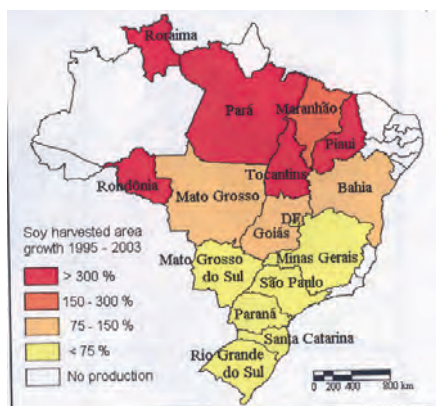 Roraima
Pará
Maranhão
Piaui
Tocantins
Rondônia
Mato Grosso
Bahia
DF
Goiás
Soy harvested area
growth 1995 - 2003
> 300 %
150 - 300 %
75 - 150 %
< 75 %
No production
Mato Grosso
do Sul
Minas Gerais
São Paulo
Paraná
Santa Catarina
Rio Grande
do Sul
0 200 400 800 km